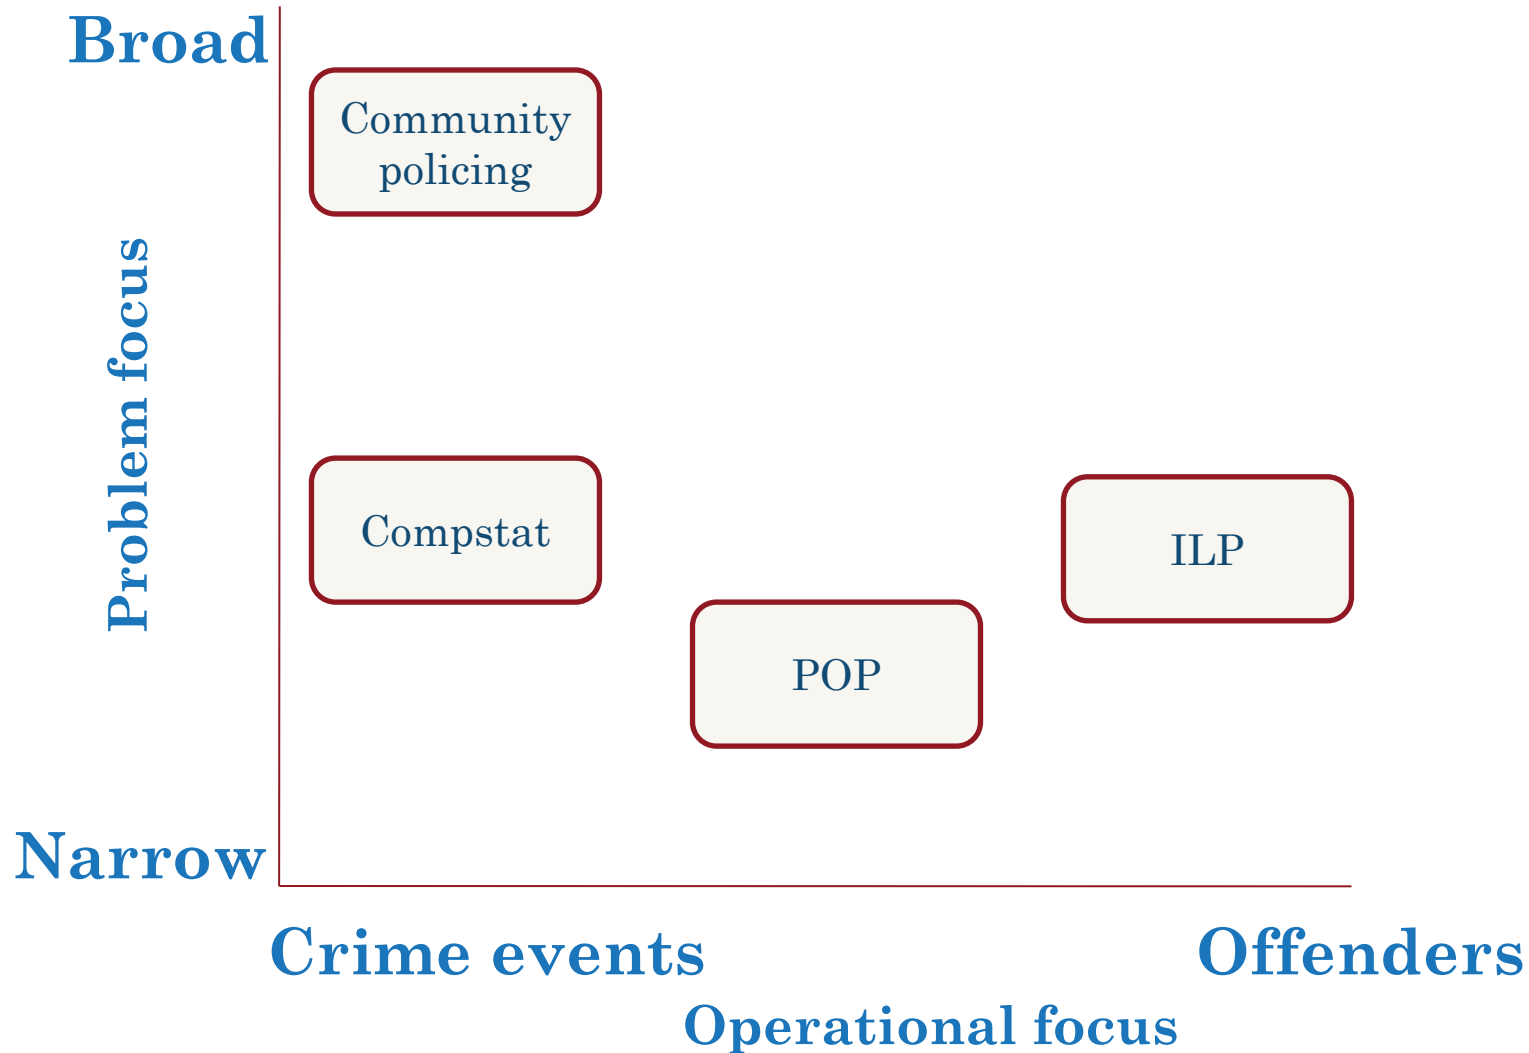 Broad
Community
policing
Problem focus
Compstat
ILP
POP
Narrow
Crime events
Offenders
Operational focus